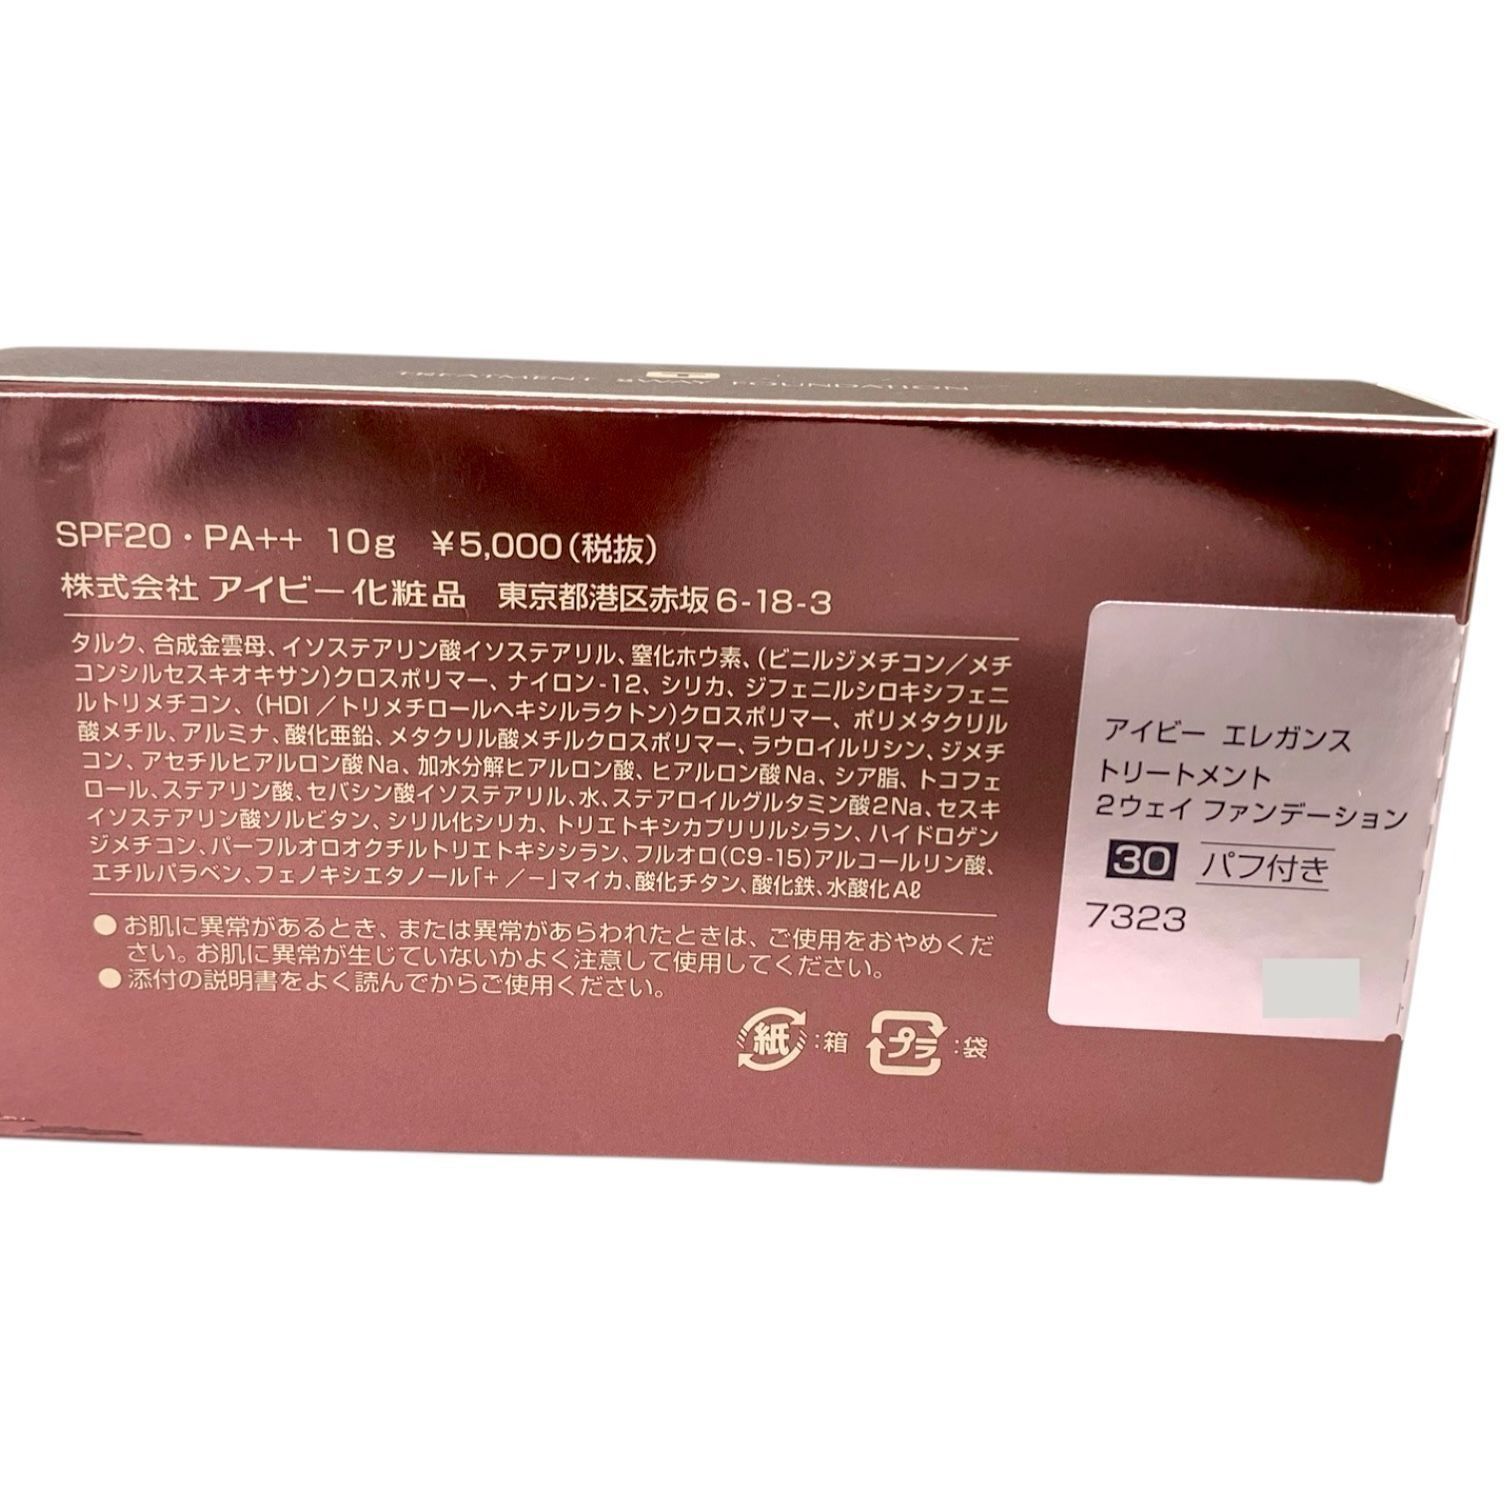 TREATMENT 2WAY FOUNDATION
SPF20・PA++ 10g ¥5,000(税抜)
株式会社 アイビー化粧品 東京都港区赤坂6-18-3
タルク、合成金雲母、イソステアリン酸イソステアリル、窒化ホウ素、(ビニルジメチコン/メチ
コンシルセスキオキサン)クロスポリマー、ナイロン-12、シリカ、ジフェニルシロキシフェニ
ルトリメチコン、(HDI/トリメチロールヘキシルラクトン)クロスポリマー、ポリメタクリル
酸メチル、アルミナ、酸化亜鉛、メタクリル酸メチルクロスポリマー、ラウロイルリシン、ジメチ
コン、アセチルヒアルロン酸Na、加水分解ヒアルロン酸、ヒアルロン酸Na、シア脂、トコフェ
ロール、ステアリン酸、セバシン酸イソステアリル、水、ステアロイルグルタミン酸2Na、セスキ
イソステアリン酸ソルビタン、シリル化シリカ、トリエトキシカプリリルシラン、ハイドロゲン
ジメチコン、パーフルオロオクチルトリエトキシシラン、フルオロ(C9-15)アルコールリン酸、
エチルパラベン、フェノキシエタノール「+/−」マイカ、酸化チタン、酸化鉄、水酸化Aℓ
●お肌に異常があるとき、または異常があらわれたときは、ご使用をおやめくだ
さい。お肌に異常が生じていないかよく注意して使用してください。
●添付の説明書をよく読んでからご使用ください。
紙:箱 プラ:袋
アイビー エレガンス
トリートメント
2ウェイ ファンデーション
30 パフ付き
7323